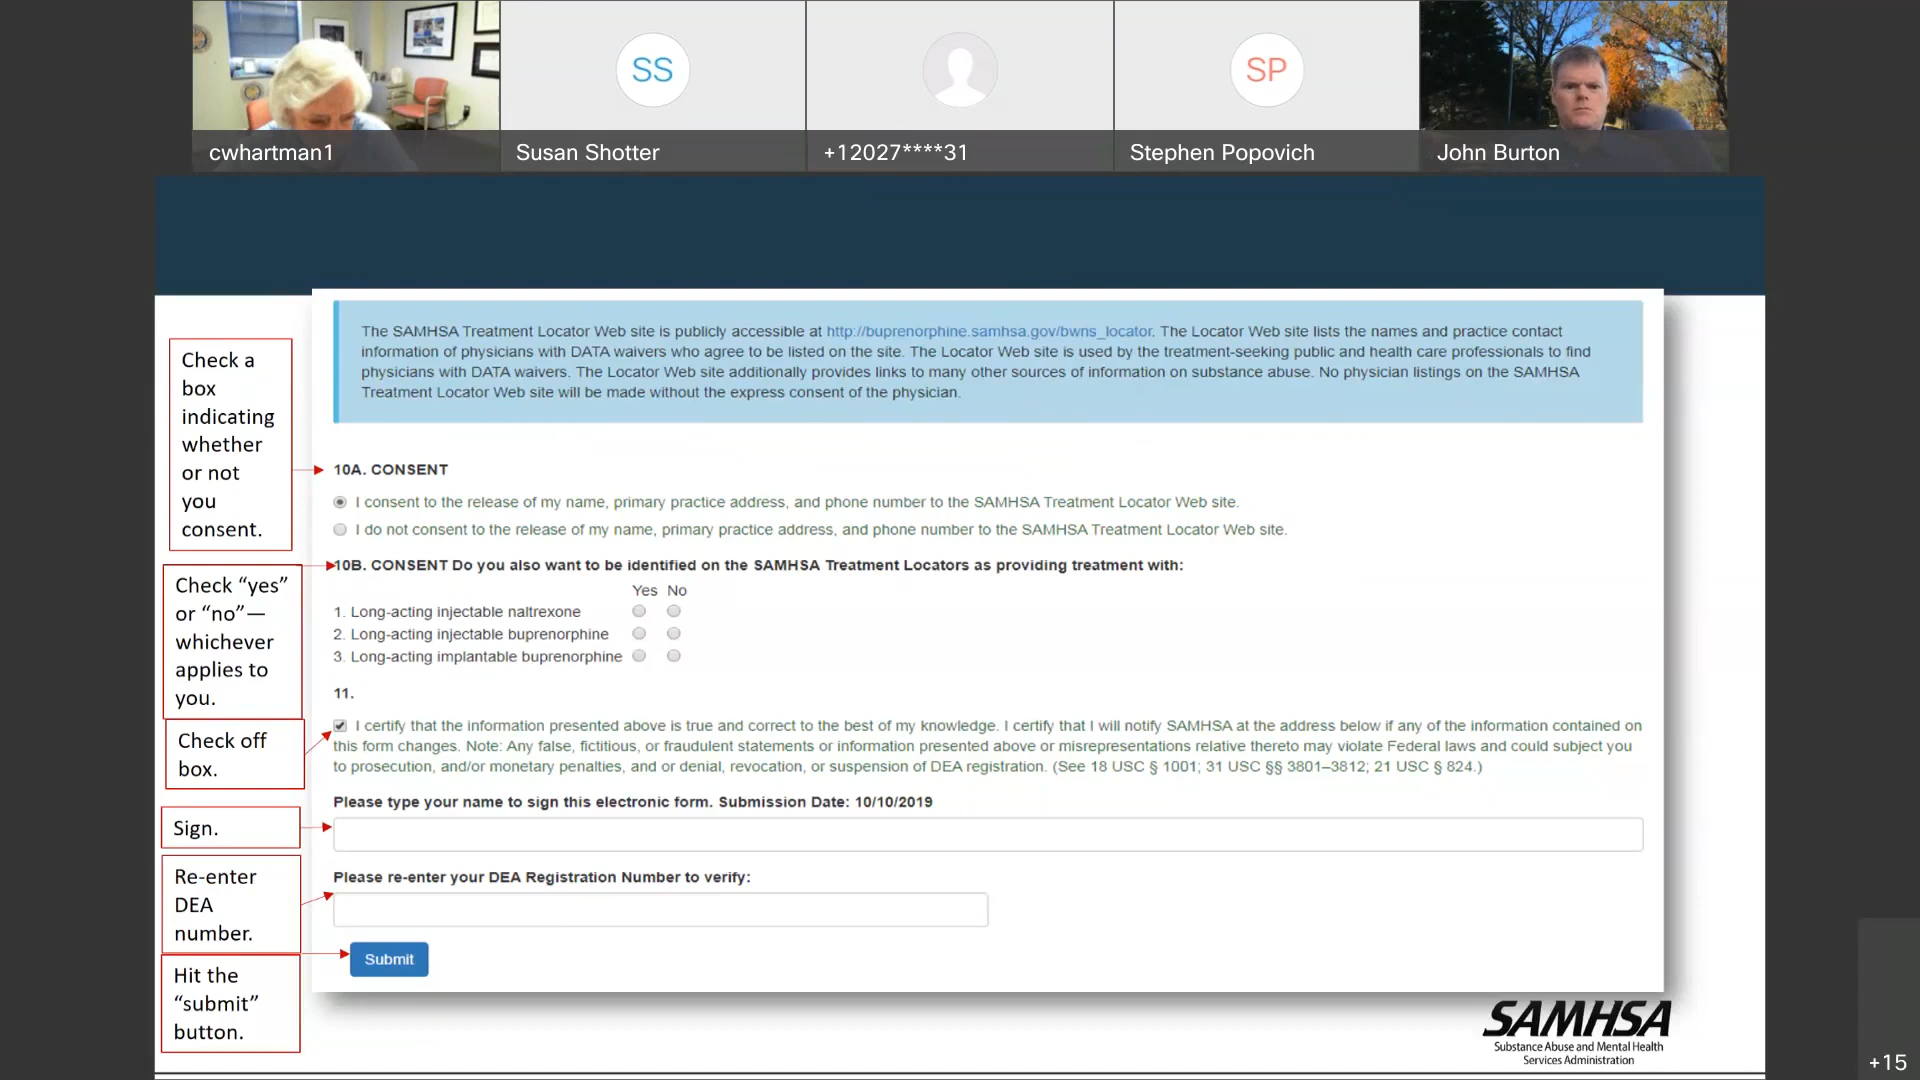 SS
SP
cwhartman1
Susan Shotter
+12027****31
Stephen Popovich
John Burton
The SAMHSA Treatment Locator Web site is publicly accessible at http://buprenorphine.samhsa.gov/bwns_locator. The Locator Web site lists the names and practice contact
information of physicians with DATA waivers who agree to be listed on the site. The Locator Web site is used by the treatment-seeking public and health care professionals to find
physicians with DATA waivers. The Locator Web site additionally provides links to many other sources of information on substance abuse. No physician listings on the SAMHSA
Treatment Locator Web site will be made without the express consent of the physician.
Check a
box
indicating
whether
or not
you
consent.
10A. CONSENT
I consent to the release of my name, primary practice address, and phone number to the SAMHSA Treatment Locator Web site.
I do not consent to the release of my name, primary practice address, and phone number to the SAMHSA Treatment Locator Web site.
Check “yes”
or “no”—
whichever
applies to
you.
10B. CONSENT Do you also want to be identified on the SAMHSA Treatment Locators as providing treatment with:
Yes No
1. Long-acting injectable naltrexone
2. Long-acting injectable buprenorphine
3. Long-acting implantable buprenorphine
11.
Check off
box.
I certify that the information presented above is true and correct to the best of my knowledge. I certify that I will notify SAMHSA at the address below if any of the information contained on
this form changes. Note: Any false, fictitious, or fraudulent statements or information presented above or misrepresentations relative thereto may violate Federal laws and could subject you
to prosecution, and/or monetary penalties, and or denial, revocation, or suspension of DEA registration. (See 18 USC § 1001; 31 USC §§ 3801–3812; 21 USC § 824.)
Please type your name to sign this electronic form. Submission Date: 10/10/2019
Sign.
Please re-enter your DEA Registration Number to verify:
Re-enter
DEA
number.
Submit
Hit the
“submit”
button.
SAMHSA
Substance Abuse and Mental Health
Services Administration
+15